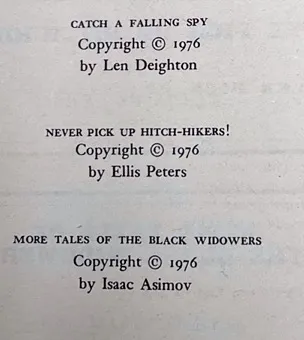 CATCH A FALLING SPY
Copyright © 1976
by Len Deighton
NEVER PICK UP HITCH-HIKERS!
Copyright © 1976
by Ellis Peters
MORE TALES OF THE BLACK WIDOWERS
Copyright © 1976
by Isaac Asimov